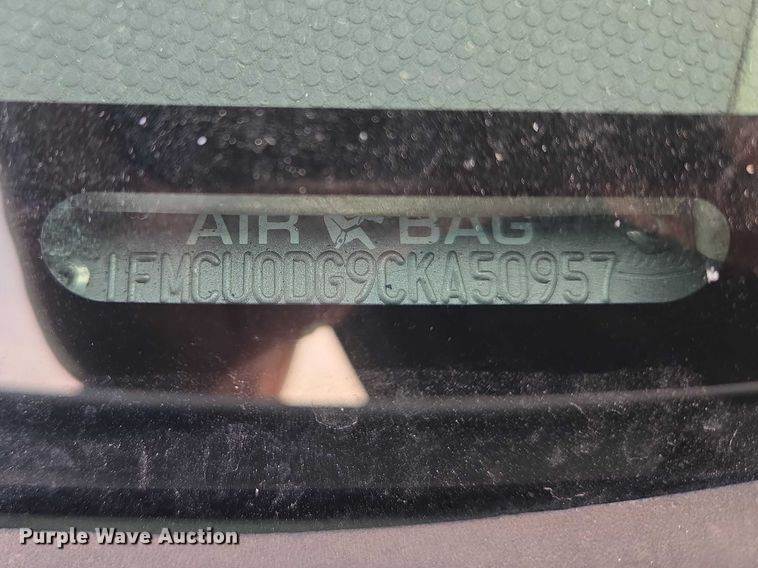 AIR BAG
1FMCU0DG9CKA50957
Purple Wave Auction